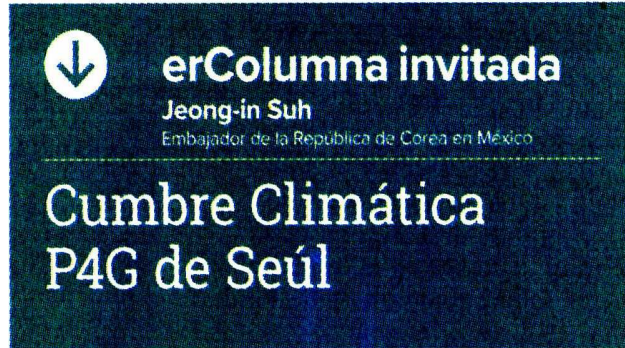 erColumna invitada
Jeong-in Suh
Embajador de la República de Corea en México
Cumbre Climática
P4G de Seúl